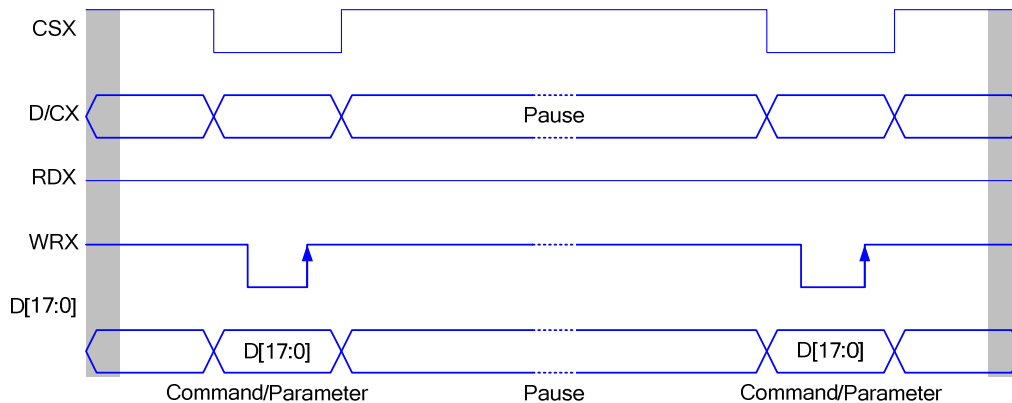 CSX
D/CX
Pause
RDX
WRX
D[17:0]
D[17:0]
D[17:0]
Command/Parameter
Pause
Command/Parameter